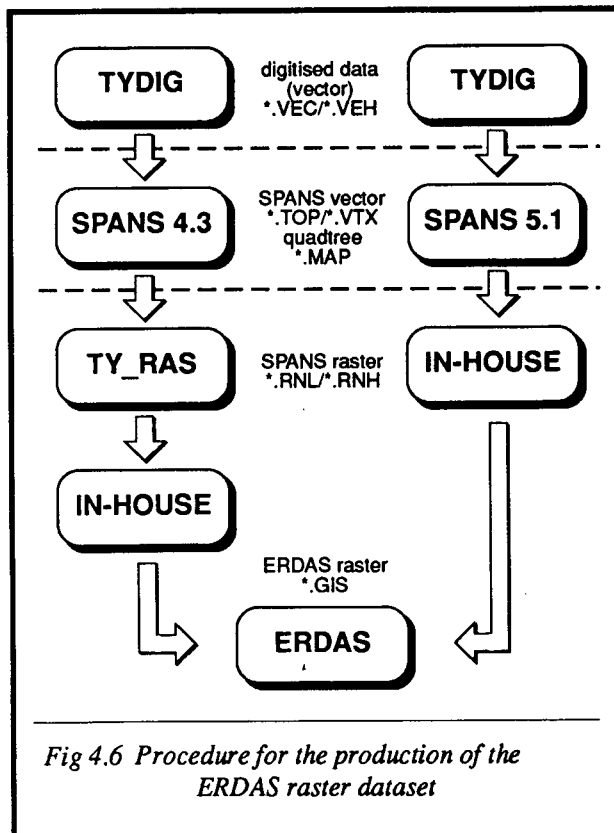 TYDIG
digitised data
(vector)
*.VEC/*.VEH
TYDIG
SPANS 4.3
SPANS vector
*.TOP/*.VTX
quadtree
*.MAP
SPANS 5.1
TY_RAS
SPANS raster
*.RNL/*.RNH
IN-HOUSE
IN-HOUSE
ERDAS raster
*.GIS
ERDAS
Fig 4.6 Procedure for the production of the
ERDAS raster dataset